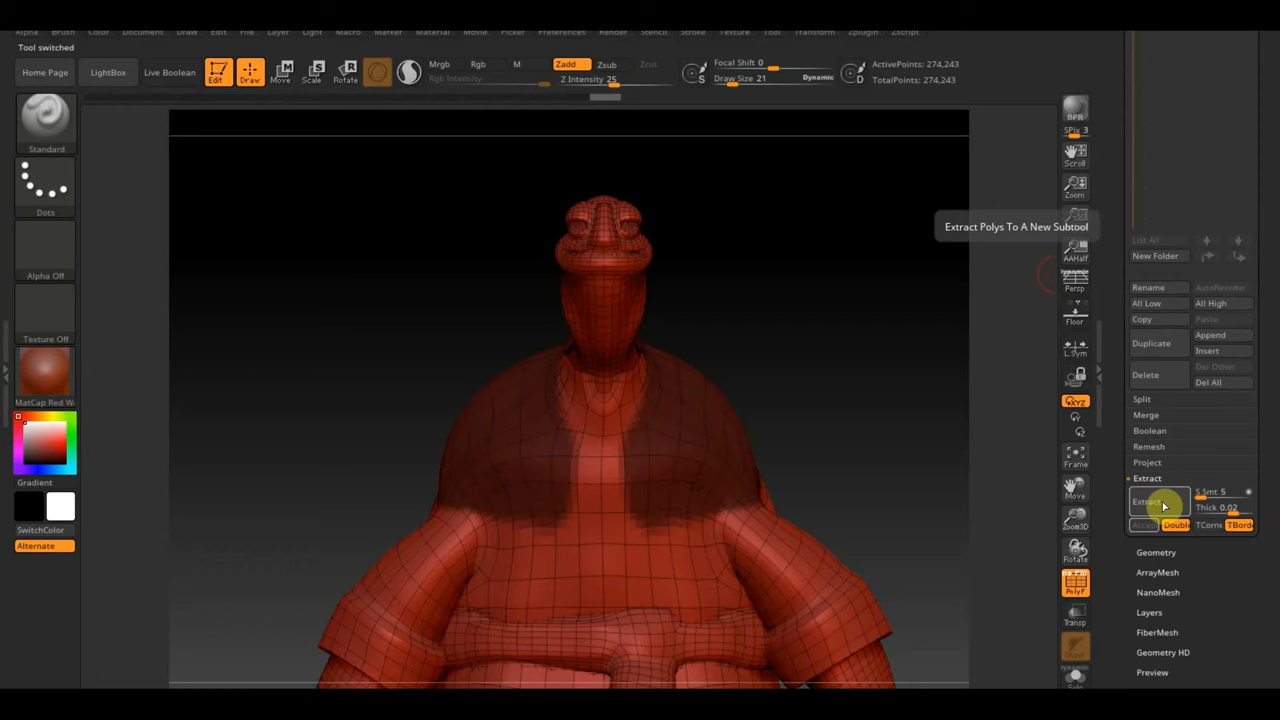 Alpha Brush Color Document Draw Edit File Layer Light Macro Marker Material Movie Picker Preferences Render Stencil Stroke Texture Tool Transform Zplugin Zscript
Tool switched
Home Page LightBox Live Boolean Edit Draw Move Scale Rotate
Mrgb Rgb M Zadd Zsub Zcut
Rgb Intensity Z Intensity 25
Focal Shift 0
Draw Size 21 Dynamic
S D
ActivePoints: 274,243
TotalPoints: 274,243
Standard
Dots
Alpha Off
Texture Off
MatCap Red W
Gradient
SwitchColor
Alternate
BPR
SPix 3
Scroll
Zoom
Extract Polys To A New Subtool
AAHalf
Dynamic
Persp
Floor
L.Sym
XYZ
Y
Z
Frame
Move
Zoom3D
Rotate
PolyF
Transp
Dynamic
Solo
List All
New Folder
Rename AutoReorder
All Low All High
Copy Paste
Duplicate Append
Insert
Delete Del Other
Del All
Split
Merge
Boolean
Remesh
Project
Extract
Extract S Smt 5
Thick 0.02
Accept Double TCorne TBorde
Geometry
ArrayMesh
NanoMesh
Layers
FiberMesh
Geometry HD
Preview